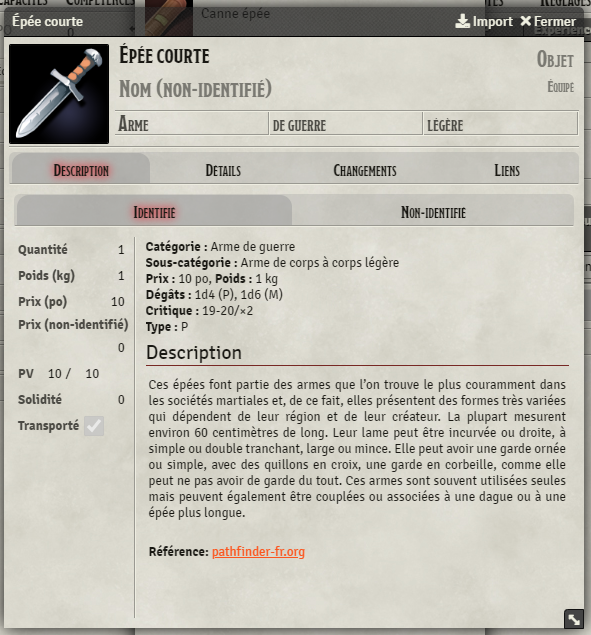 CAPACITÉS COMPÉTENCES
Canne épée
Épée courte Import Fermer
Épée courte
Objet
Nom (non-identifié)
Équipé
Arme de guerre légère
Description Détails Changements Liens
Identifié Non-identifié
Quantité 1
Poids (kg) 1
Prix (po) 10
Prix (non-identifié)
0
PV 10 / 10
Solidité 0
Transporté
Catégorie : Arme de guerre
Sous-catégorie : Arme de corps à corps légère
Prix : 10 po, Poids : 1 kg
Dégâts : 1d4 (P), 1d6 (M)
Critique : 19-20/×2
Type : P
Description
Ces épées font partie des armes que l'on trouve le plus couramment dans
les sociétés martiales et, de ce fait, elles présentent des formes très variées
qui dépendent de leur région et de leur créateur. La plupart mesurent
environ 60 centimètres de long. Leur lame peut être incurvée ou droite, à
simple ou double tranchant, large ou mince. Elle peut avoir une garde ornée
ou simple, avec des quillons en croix, une garde en corbeille, comme elle
peut ne pas avoir de garde du tout. Ces armes sont souvent utilisées seules
mais peuvent également être couplées ou associées à une dague ou à une
épée plus longue.
Référence: pathfinder-fr.org